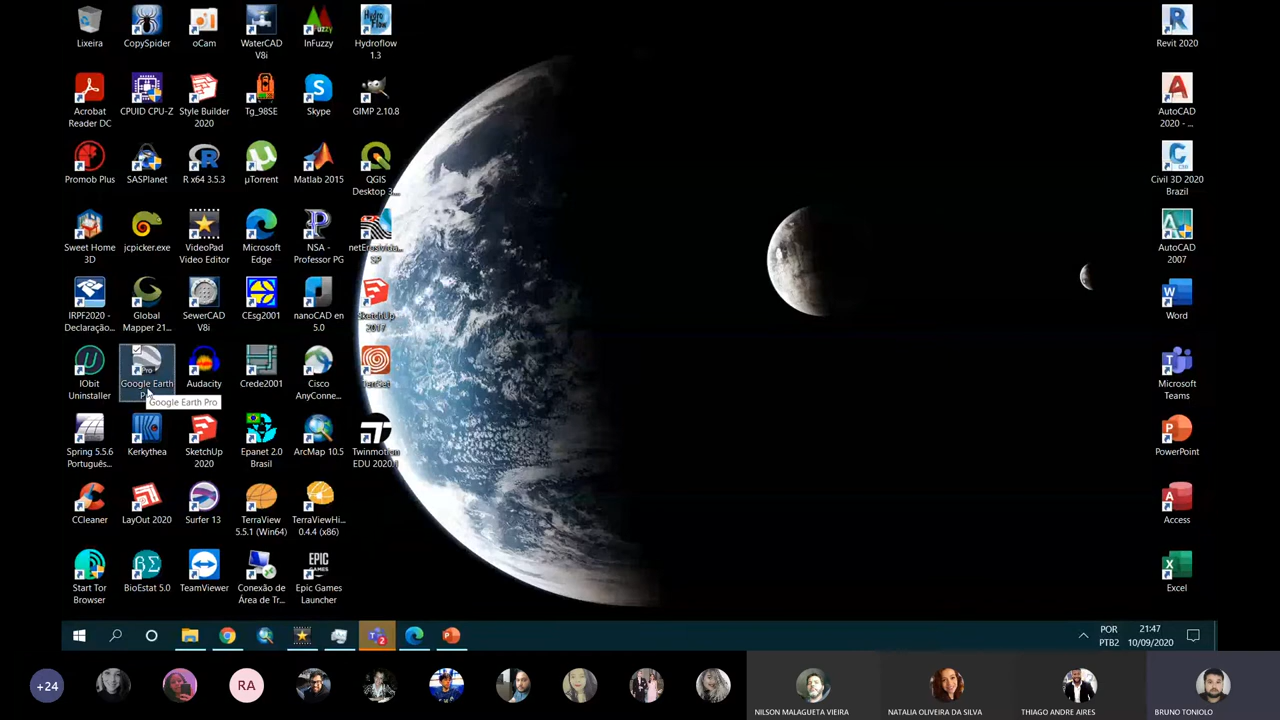 Lixeira
CopySpider
oCam
WaterCAD
V8i
InFuzzy
Hydro
Flow
Hydroflow
1.3
Revit 2020
Acrobat
Reader DC
CPUID CPU-Z
Style Builder
2020
Tg_98SE
Skype
GIMP 2.10.8
AutoCAD
2020 - ...
Promob Plus
SASPlanet
R x64 3.5.3
µTorrent
Matlab 2015
QGIS
Desktop 3....
Civil 3D 2020
Brazil
Sweet Home
3D
jcpicker.exe
VideoPad
Video Editor
Microsoft
Edge
NSA -
Professor PG
AutoCAD
2007
IRPF2020 -
Declaração...
Global
Mapper 21...
SewerCAD
V8i
CEsg2001
nanoCAD en
5.0
SketchUp
2017
Word
IObit
Uninstaller
Google Earth
Google Earth Pro
Audacity
Crede2001
Cisco
AnyConne...
Microsoft
Teams
Spring 5.5.6
Português...
Kerkythea
SketchUp
2020
Epanet 2.0
Brasil
ArcMap 10.5
Twinmotion
EDU 2020...
PowerPoint
CCleaner
LayOut 2020
Surfer 13
TerraView
5.5.1 (Win64)
TerraViewHi...
0.4.4 (x86)
Access
Start Tor
Browser
BioEstat 5.0
TeamViewer
Conexão de
Área de Tr...
EPIC
GAMES
Epic Games
Launcher
Excel
POR
PTB2
21:47
10/09/2020
+24
RA
NILSON MALAGUETA VIEIRA
NATALIA OLIVEIRA DA SILVA
THIAGO ANDRE AIRES
BRUNO TONIOLO